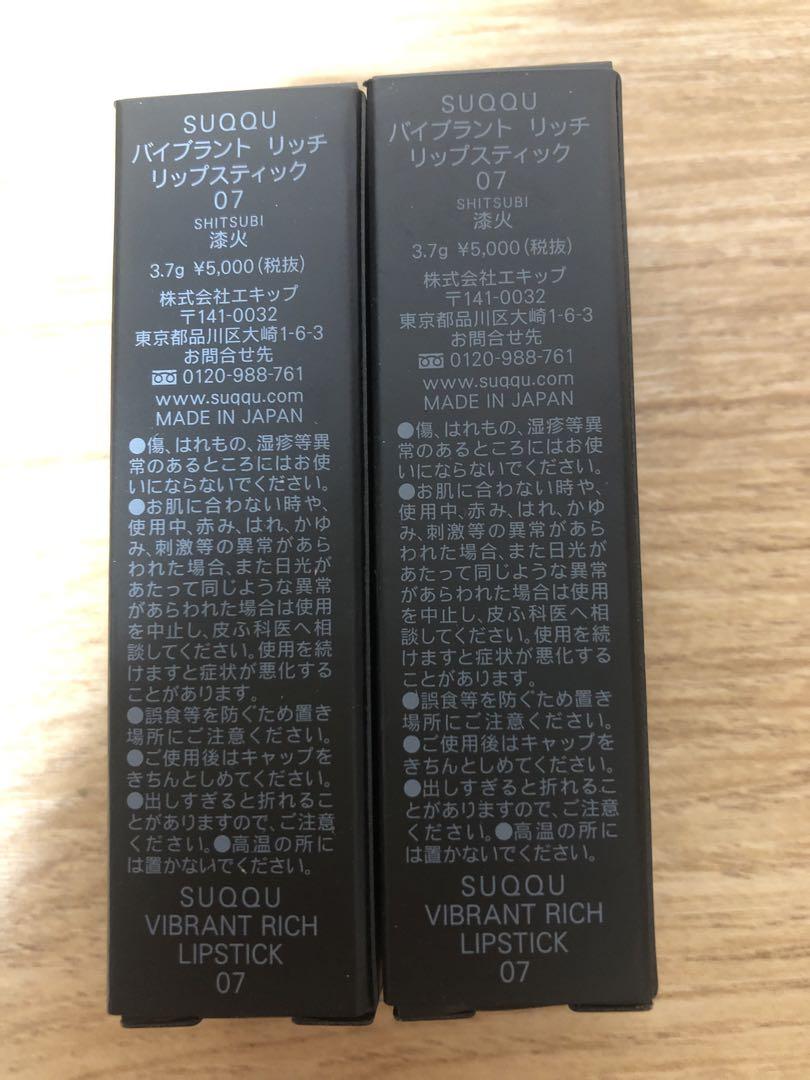 SUQQU
バイブラント リッチ
リップスティック
07
SHITSUBI
漆火
3.7g ¥5,000(税抜)
株式会社エキップ
〒141-0032
東京都品川区大崎1-6-3
お問合せ先
0120-988-761
www.suqqu.com
MADE IN JAPAN
●傷、はれもの、湿疹等異
常のあるところにはお使
いにならないでください。
●お肌に合わない時や、
使用中、赤み、はれ、かゆ
み、刺激等の異常があら
われた場合、また日光が
あたって同じような異常
があらわれた場合は使用
を中止し、皮ふ科医へ相
談してください。使用を続
けますと症状が悪化する
ことがあります。
●誤食等を防ぐため置き
場所にご注意ください。
●ご使用後はキャップを
きちんとしめてください。
●出しすぎると折れるこ
とがありますので、ご注意
ください。●高温の所に
は置かないでください。
SUQQU
VIBRANT RICH
LIPSTICK
07
SUQQU
バイブラント リッチ
リップスティック
07
SHITSUBI
漆火
3.7g ¥5,000(税抜)
株式会社エキップ
〒141-0032
東京都品川区大崎1-6-3
お問合せ先
0120-988-761
www.suqqu.com
MADE IN JAPAN
●傷、はれもの、湿疹等異
常のあるところにはお使
いにならないでください。
●お肌に合わない時や、
使用中、赤み、はれ、かゆ
み、刺激等の異常があら
われた場合、また日光が
あたって同じような異常
があらわれた場合は使用
を中止し、皮ふ科医へ相
談してください。使用を続
けますと症状が悪化する
ことがあります。
●誤食等を防ぐため置き
場所にご注意ください。
●ご使用後はキャップを
きちんとしめてください。
●出しすぎると折れるこ
とがありますので、ご注意
ください。●高温の所に
は置かないでください。
SUQQU
VIBRANT RICH
LIPSTICK
07